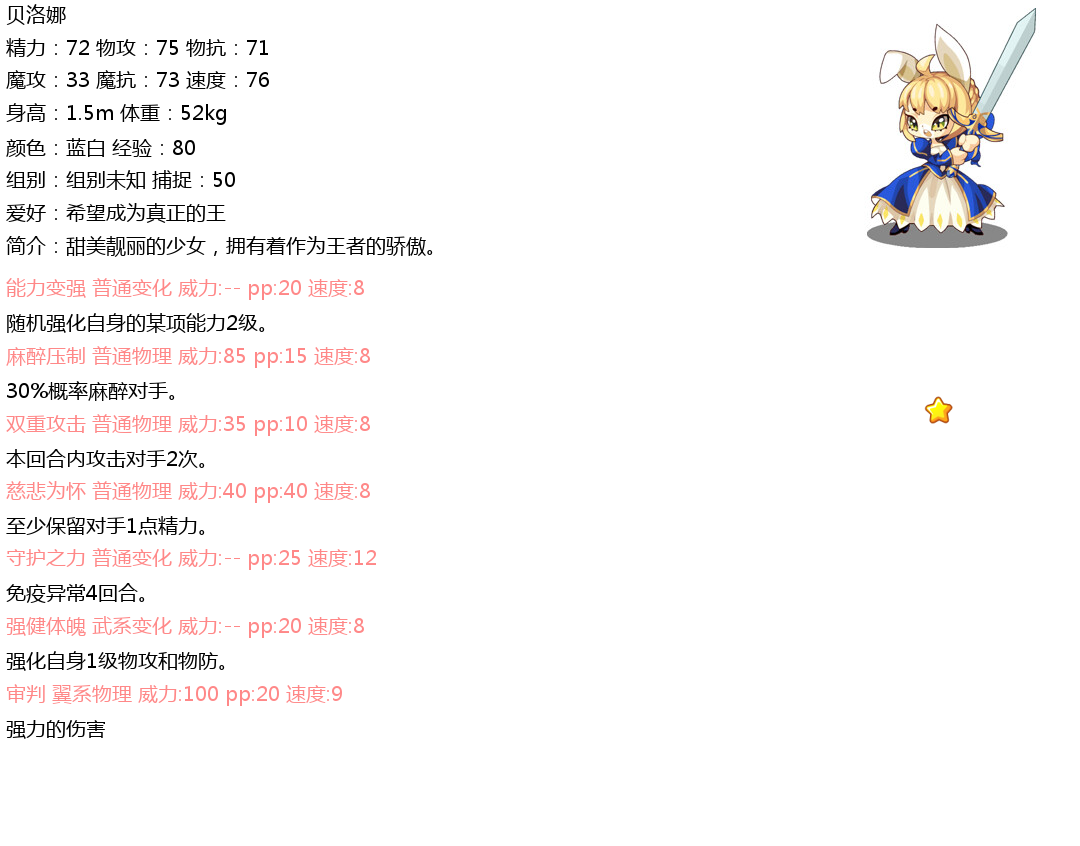 贝洛娜
精力：72 物攻：75 物抗：71
魔攻：33 魔抗：73 速度：76
身高：1.5m 体重：52kg
颜色：蓝白 经验：80
组别：组别未知 捕捉：50
爱好：希望成为真正的王
简介：甜美靓丽的少女，拥有着作为王者的骄傲。
能力变强 普通变化 威力:-- pp:20 速度:8
随机强化自身的某项能力2级。
麻醉压制 普通物理 威力:85 pp:15 速度:8
30%概率麻醉对手。
双重攻击 普通物理 威力:35 pp:10 速度:8
本回合内攻击对手2次。
慈悲为怀 普通物理 威力:40 pp:40 速度:8
至少保留对手1点精力。
守护之力 普通变化 威力:-- pp:25 速度:12
免疫异常4回合。
强健体魄 武系变化 威力:-- pp:20 速度:8
强化自身1级物攻和物防。
审判 翼系物理 威力:100 pp:20 速度:9
强力的伤害